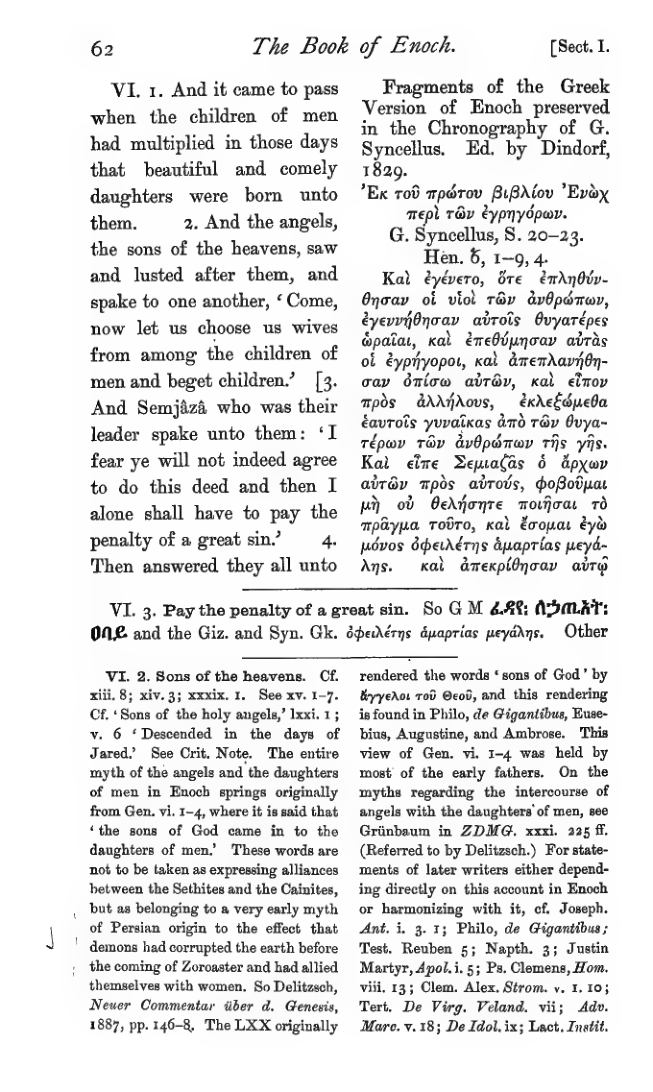 62 The Book of Enoch. [Sect. I.
VI. 1. And it came to pass
when the children of men
had multiplied in those days
that beautiful and comely
daughters were born unto
them. 2. And the angels,
the sons of the heavens, saw
and lusted after them, and
spake to one another, ‘Come,
now let us choose us wives
from among the children of
men and beget children.’ [3.
And Semjâzâ who was their
leader spake unto them: ‘I
fear ye will not indeed agree
to do this deed and then I
alone shall have to pay the
penalty of a great sin.’ 4.
Then answered they all unto
Fragments of the Greek
Version of Enoch preserved
in the Chronography of G.
Syncellus. Ed. by Dindorf,
1829.
Ἐκ τοῦ πρώτου βιβλίου Ἐνὼχ
περὶ τῶν ἐγρηγόρων.
G. Syncellus, S. 20–23.
Hen. 6, 1–9, 4.
Καὶ ἐγένετο, ὅτε ἐπληθύν-
θησαν οἱ υἱοὶ τῶν ἀνθρώπων,
ἐγεννήθησαν αὐτοῖς θυγατέρες
ὡραῖαι, καὶ ἐπεθύμησαν αὐτὰς
οἱ ἐγρήγοροι, καὶ ἀπεπλανήθη-
σαν ὀπίσω αὐτῶν, καὶ εἶπον
πρὸς ἀλλήλους, ἐκλεξώμεθα
ἑαυτοῖς γυναῖκας ἀπὸ τῶν θυγα-
τέρων τῶν ἀνθρώπων τῆς γῆς.
Καὶ εἶπε Σεμιαζᾶς ὁ ἄρχων
αὐτῶν πρὸς αὐτούς, φοβοῦμαι
μὴ οὐ θελήσητε ποιῆσαι τὸ
πρᾶγμα τοῦτο, καὶ ἔσομαι ἐγὼ
μόνος ὀφειλέτης ἁμαρτίας μεγά-
λης. καὶ ἀπεκρίθησαν αὐτῷ
VI. 3. Pay the penalty of a great sin. So G M ፈዳዪ፡ ለኃጢአት፡
ዐባይ and the Giz. and Syn. Gk. ὀφειλέτης ἁμαρτίας μεγάλης. Other
VI. 2. Sons of the heavens. Cf.
xiii. 8; xiv. 3; xxxix. 1. See xv. 1–7.
Cf. ‘Sons of the holy angels,’ lxxi. 1;
v. 6 ‘Descended in the days of
Jared.’ See Crit. Note. The entire
myth of the angels and the daughters
of men in Enoch springs originally
from Gen. vi. 1–4, where it is said that
‘the sons of God came in to the
daughters of men.’ These words are
not to be taken as expressing alliances
between the Sethites and the Cainites,
but as belonging to a very early myth
of Persian origin to the effect that
demons had corrupted the earth before
the coming of Zoroaster and had allied
themselves with women. So Delitzsch,
Neuer Commentar über d. Genesis,
1887, pp. 146–8. The LXX originally
rendered the words ‘sons of God’ by
ἄγγελοι τοῦ Θεοῦ, and this rendering
is found in Philo, de Gigantibus, Euse-
bius, Augustine, and Ambrose. This
view of Gen. vi. 1–4 was held by
most of the early fathers. On the
myths regarding the intercourse of
angels with the daughters of men, see
Grünbaum in ZDMG. xxxi. 225 ff.
(Referred to by Delitzsch.) For state-
ments of later writers either depend-
ing directly on this account in Enoch
or harmonizing with it, cf. Joseph.
Ant. i. 3. 1; Philo, de Gigantibus;
Test. Reuben 5; Napth. 3; Justin
Martyr, Apol. i. 5; Ps. Clemens, Hom.
viii. 13; Clem. Alex. Strom. v. 1. 10;
Tert. De Virg. Veland. vii; Adv.
Marc. v. 18; De Idol. ix; Lact. Instit.